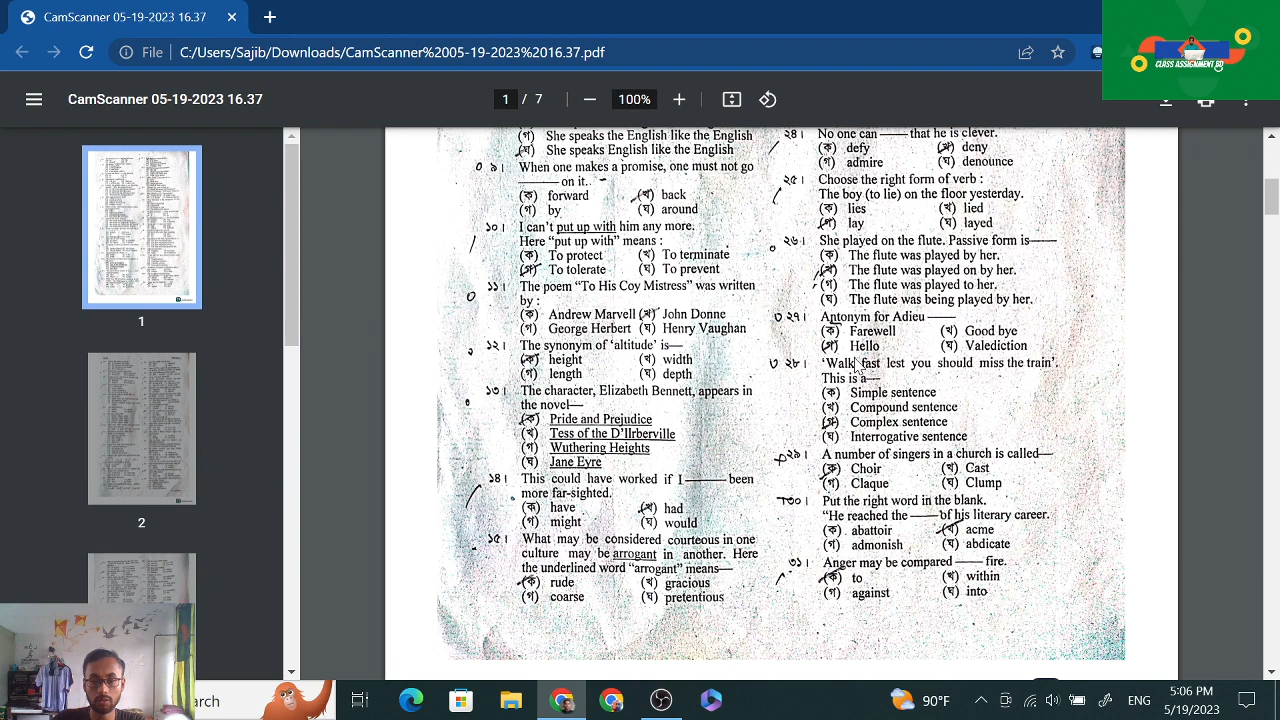 CamScanner 05-19-2023 16.37
File
C:/Users/Sajib/Downloads/CamScanner%2005-19-2023%2016.37.pdf
CLASS ASSIGNMENT BD
CamScanner 05-19-2023 16.37
1 / 7
100%
1
2
(গ) She speaks the English like the English
(ঘ) She speaks English like the English
৯। When one makes a promise, one must not go
on it.
(ক) forward (খ) back
(গ) by (ঘ) around
১০। I can't put up with him any more.
Here "put up with" means :
(ক) To protect (খ) To terminate
(গ) To tolerate (ঘ) To prevent
১১। The poem "To His Coy Mistress" was written
by :
(ক) Andrew Marvell (খ) John Donne
(গ) George Herbert (ঘ) Henry Vaughan
১২। The synonym of 'altitude' is—
(ক) height (খ) width
(গ) length (ঘ) depth
১৩। The character, Elizabeth Bennett, appears in
the novel—
(ক) Pride and Prejudice
(খ) Tess of the D'llrberville
(গ) Wuthering Heights
(ঘ) Jane Eyre
১৪। This could have worked if I —— been
more far-sighted.
(ক) have (খ) had
(গ) might (ঘ) would
১৫। What may be considered courteous in one
culture may be arrogant in another. Here
the underlined word "arrogant" means—
(ক) rude (খ) gracious
(গ) coarse (ঘ) pretentious
২৪। No one can —— that he is clever.
(ক) defy (খ) deny
(গ) admire (ঘ) denounce
২৫। Choose the right form of verb :
The boy (to lie) on the floor yesterday.
(ক) lies (খ) lied
(গ) lay (ঘ) layed
২৬। She played on the flute. Passive form is——
(ক) The flute was played by her.
(খ) The flute was played on by her.
(গ) The flute was played to her.
(ঘ) The flute was being played by her.
২৭। Antonym for Adieu ——
(ক) Farewell (খ) Good bye
(গ) Hello (ঘ) Valediction
২৮। 'Walk fast lest you should miss the train'.
This is a—
(ক) Simple sentence
(খ) Compound sentence
(গ) Complex sentence
(ঘ) Interrogative sentence
২৯। A number of singers in a church is called—
(ক) Choir (খ) Cast
(গ) Claque (ঘ) Clump
৩০। Put the right word in the blank.
"He reached the —— of his literary career.
(ক) abattoir (খ) acme
(গ) admonish (ঘ) abdicate
৩১। Anger may be compared —— fire.
(ক) to (খ) within
(গ) against (ঘ) into
arch
90°F
ENG
5:06 PM
5/19/2023